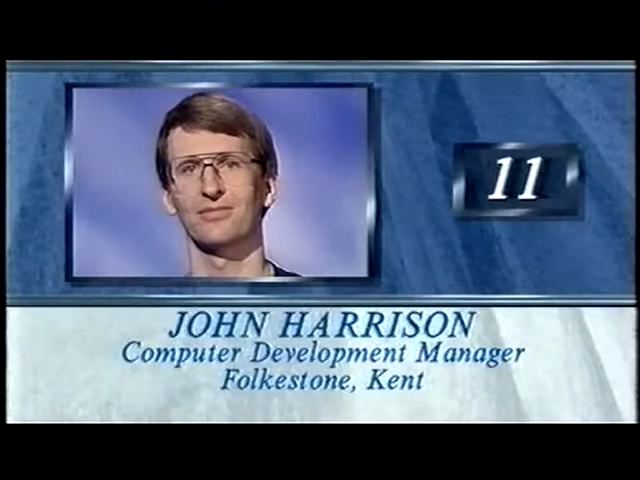 11
JOHN HARRISON
Computer Development Manager
Folkestone, Kent